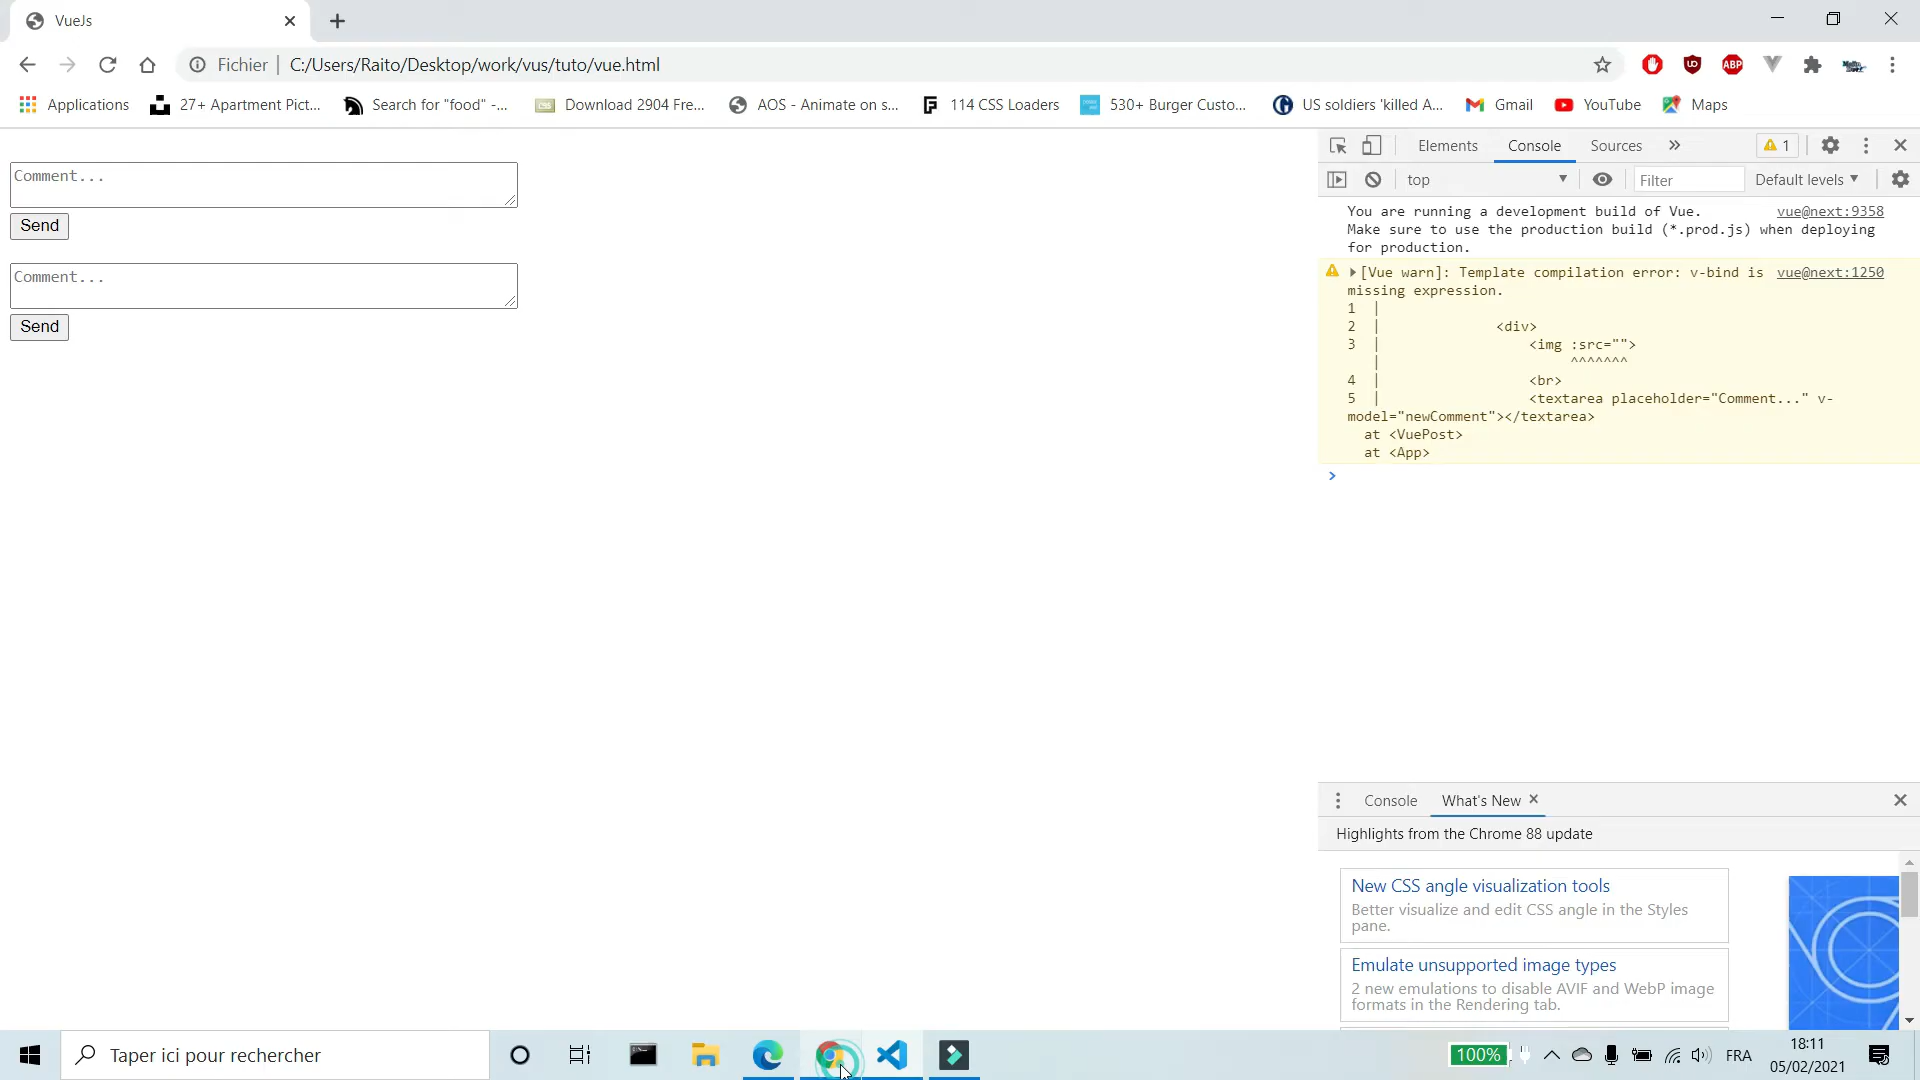 VueJs
Fichier | C:/Users/Raito/Desktop/work/vus/tuto/vue.html
ABP
Applications
27+ Apartment Pict...
Search for "food" -...
Download 2904 Fre...
AOS - Animate on s...
114 CSS Loaders
530+ Burger Custo...
US soldiers 'killed A...
Gmail
YouTube
Maps
Comment...
Send
Comment...
Send
Elements
Console
Sources
1
top
Filter
Default levels
You are running a development build of Vue. vue@next:9358
Make sure to use the production build (*.prod.js) when deploying
for production.
[Vue warn]: Template compilation error: v-bind is vue@next:1250
missing expression.
1 |
2 | <div>
3 | <img :src="">
| ^^^^^^^
4 | <br>
5 | <textarea placeholder="Comment..." v-
model="newComment"></textarea>
at <VuePost>
at <App>
Console
What's New
Highlights from the Chrome 88 update
New CSS angle visualization tools
Better visualize and edit CSS angle in the Styles
pane.
Emulate unsupported image types
2 new emulations to disable AVIF and WebP image
formats in the Rendering tab.
Taper ici pour rechercher
100%
FRA
18:11
05/02/2021